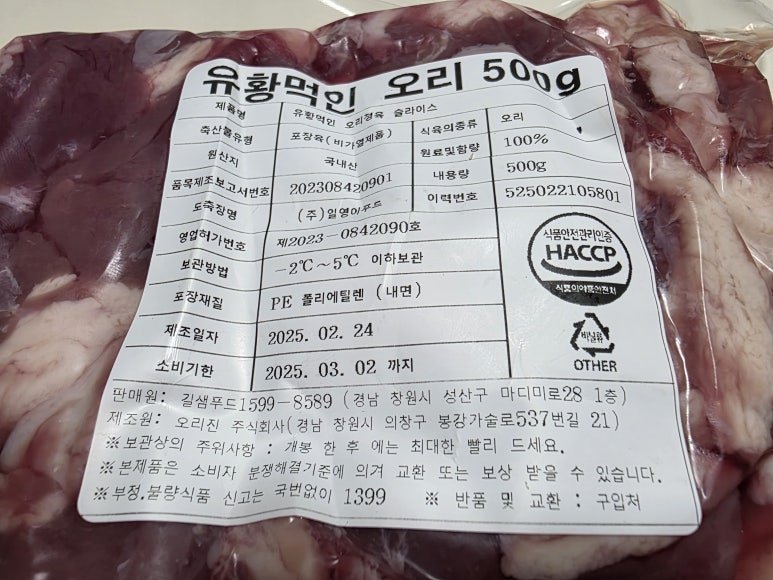 유황먹인 오리 500g
제품명 유황먹인 오리정육 슬라이스 식육의종류 오리
축산물유형 포장육(비가열제품) 원료및함량 100%
원산지 국내산 내용량 500g
품목제조보고서번호 202308420901 이력번호 525022105801
도축장명 (주)일영이푸드
영업허가번호 제2023-0842090호
보관방법 -2℃~5℃ 이하보관
포장재질 PE 폴리에틸렌 (내면)
제조일자 2025. 02. 24
소비기한 2025. 03. 02 까지
식품안전관리인증
HACCP
식품의약품안전처
비닐류
OTHER
판매원: 길샘푸드1599-8589 (경남 창원시 성산구 마디미로28 1층)
제조원: 오리진 주식회사(경남 창원시 의창구 봉강가술로537번길 21)
※보관상의 주위사항 : 개봉 한 후 에는 최대한 빨리 드세요.
※본제품은 소비자 분쟁해결기준에 의겨 교환 또는 보상 받을 수 있습니다.
※부정,불량식품 신고는 국번없이 1399 ※ 반품 및 교환 : 구입처